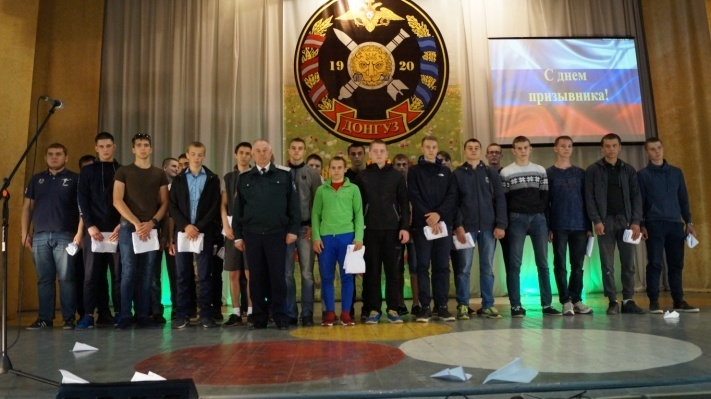 19 20
ДОНГУЗ
С днем
призывника!